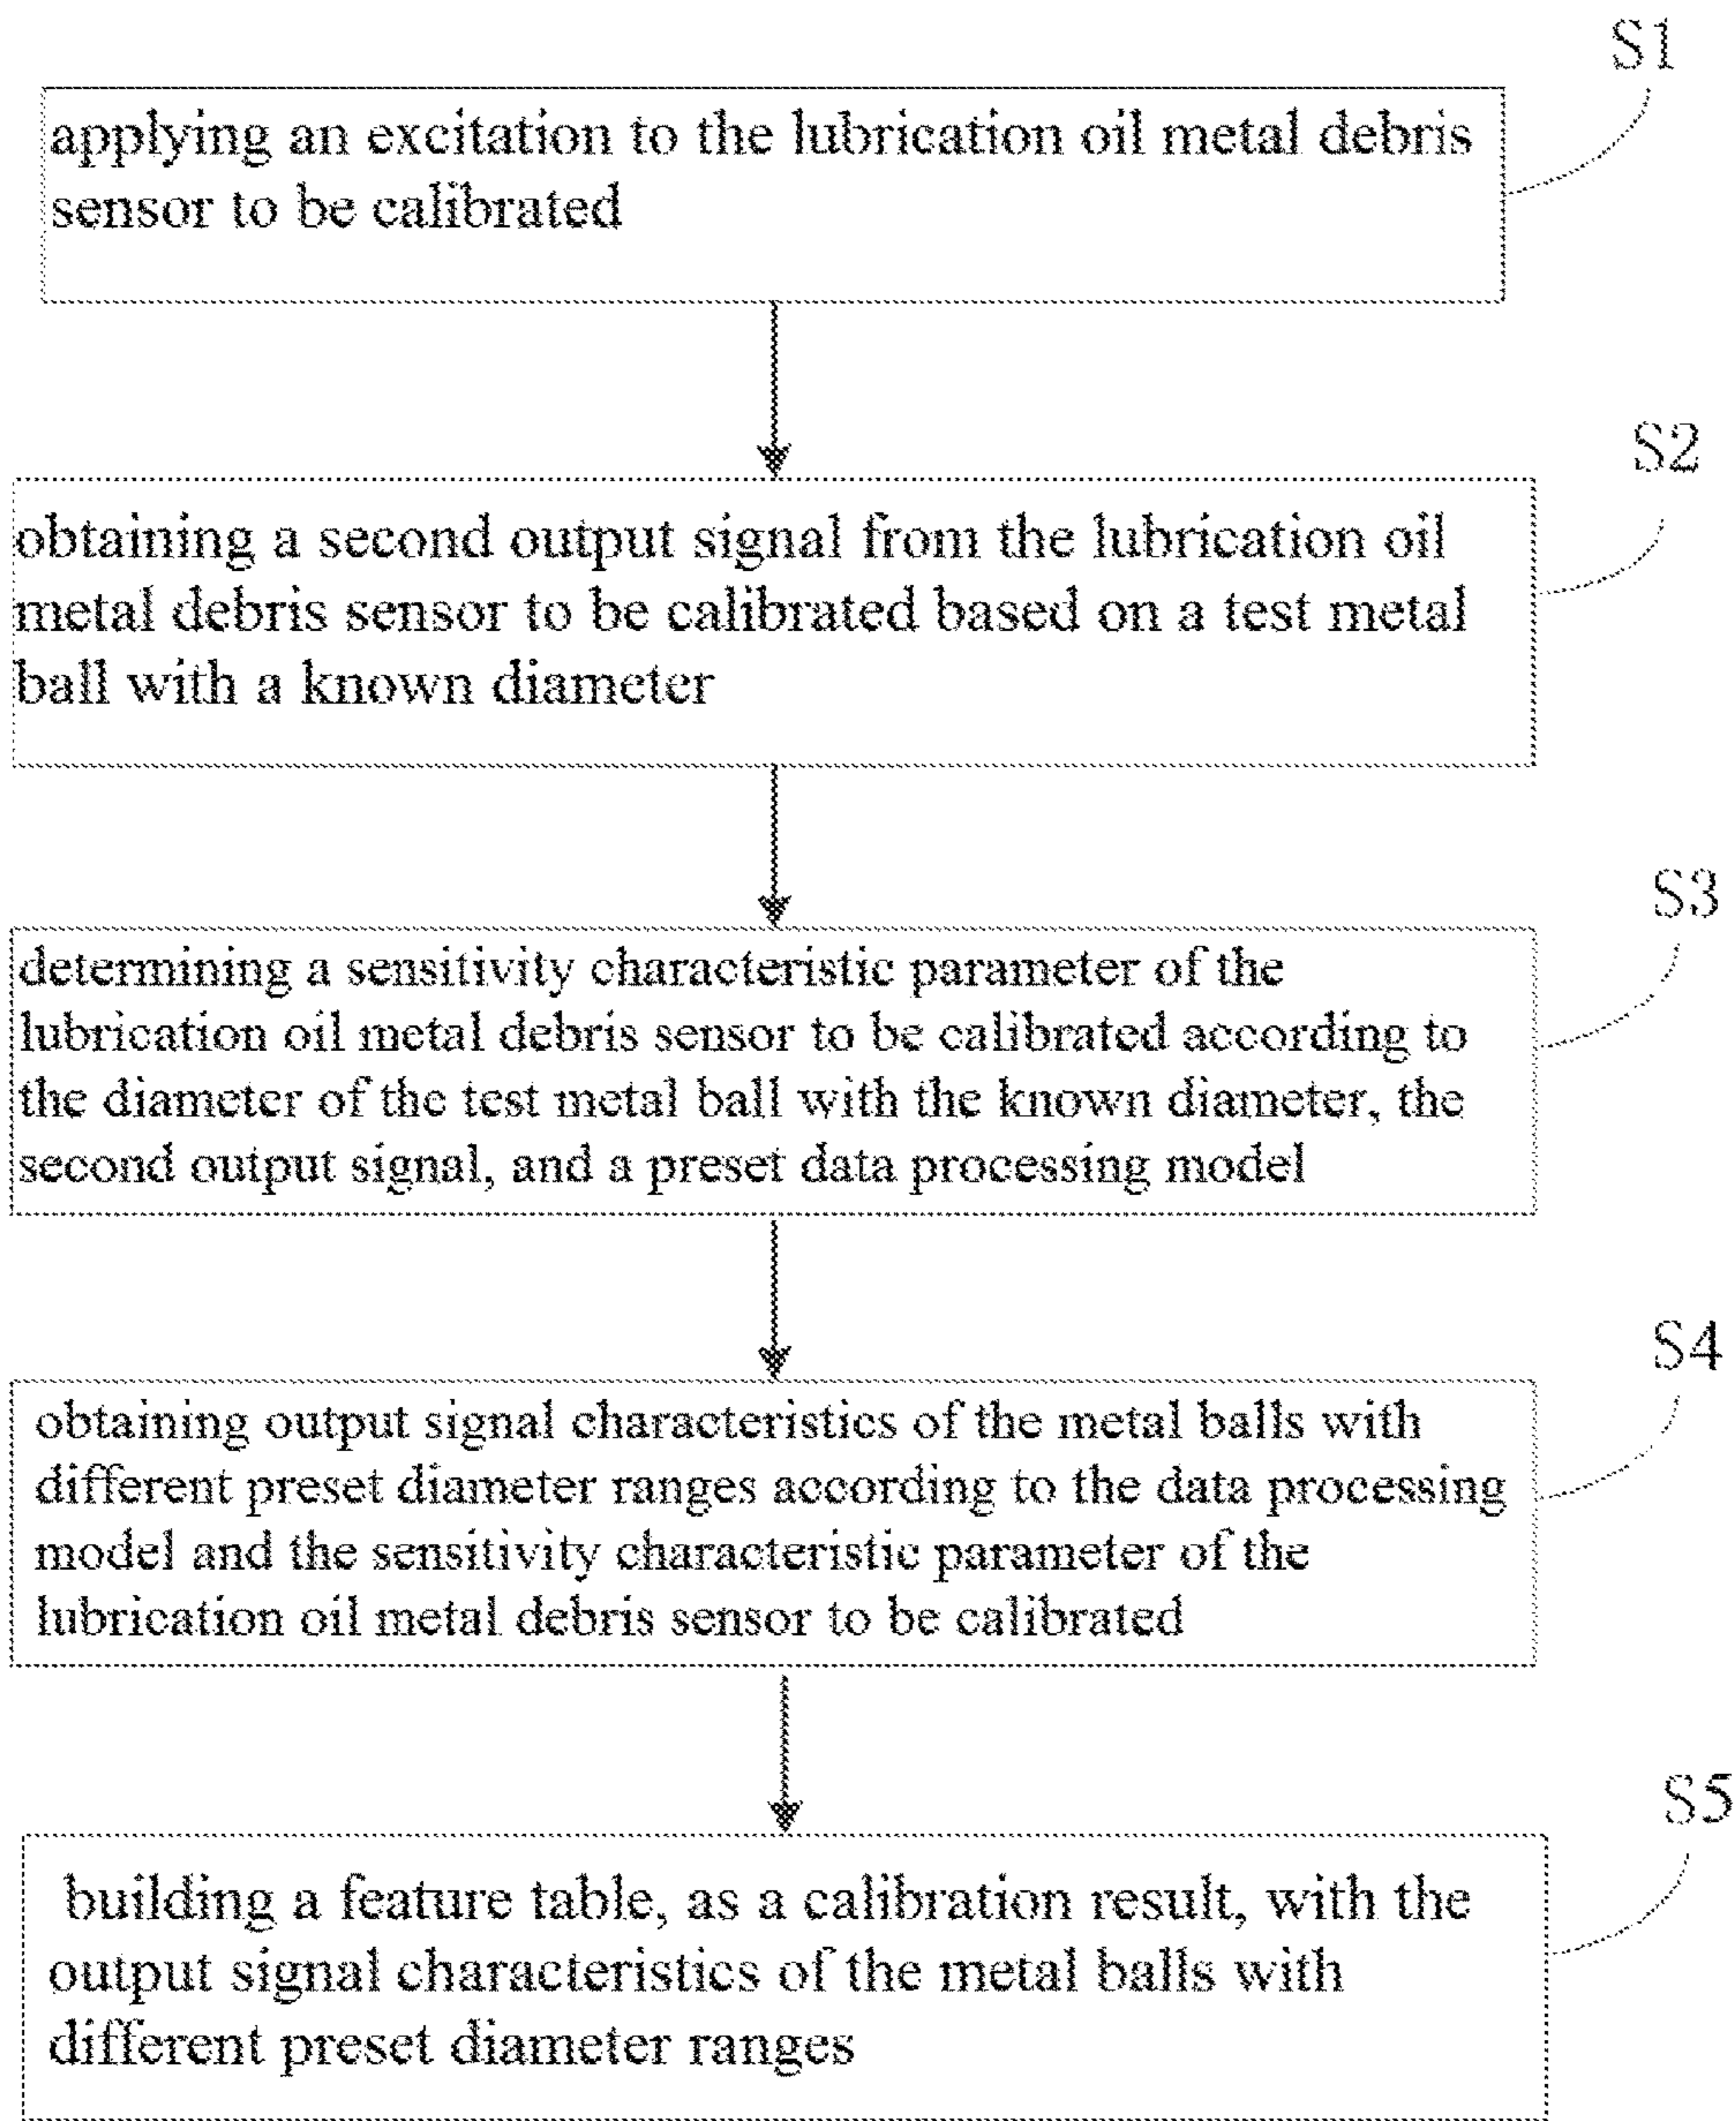 S1
applying an excitation to the lubrication oil metal debris
sensor to be calibrated
S2
obtaining a second output signal from the lubrication oil
metal debris sensor to be calibrated based on a test metal
ball with a known diameter
S3
determining a sensitivity characteristic parameter of the
lubrication oil metal debris sensor to be calibrated according to
the diameter of the test metal ball with the known diameter, the
second output signal, and a preset data processing model
S4
obtaining output signal characteristics of the metal balls with
different preset diameter ranges according to the data processing
model and the sensitivity characteristic parameter of the
lubrication oil metal debris sensor to be calibrated
S5
building a feature table, as a calibration result, with the
output signal characteristics of the metal balls with
different preset diameter ranges